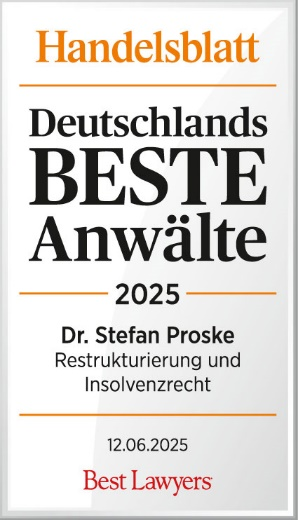 Handelsblatt
Deutschlands
BESTE
Anwälte
2025
Dr. Stefan Proske
Restrukturierung und
Insolvenzrecht
12.06.2025
Best Lawyers